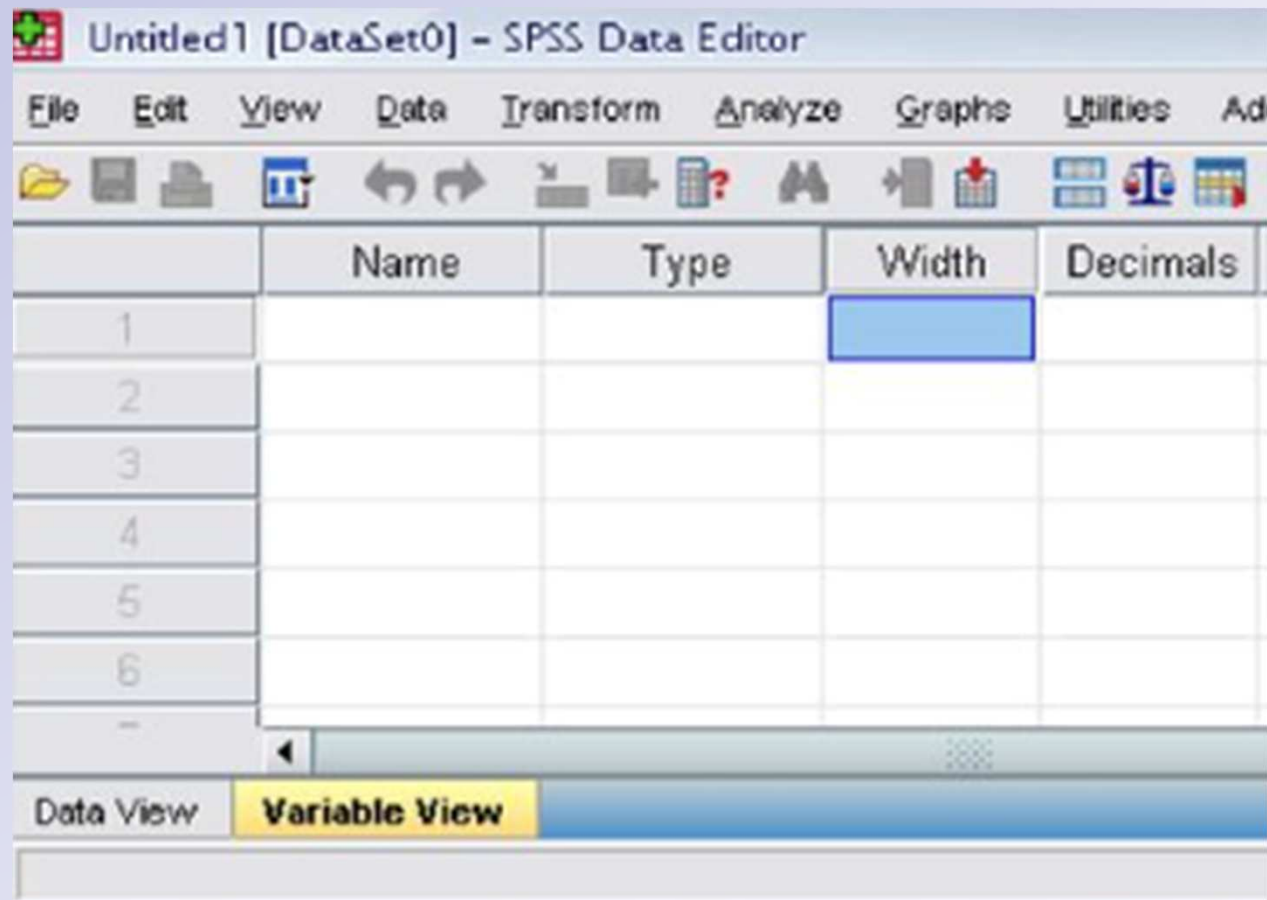 Untitled1 [DataSet0] – SPSS Data Editor
File Edit View Data Transform Analyze Graphs Utilities
Name Type Width Decimals
1
2
3
4
5
6
Data View Variable View